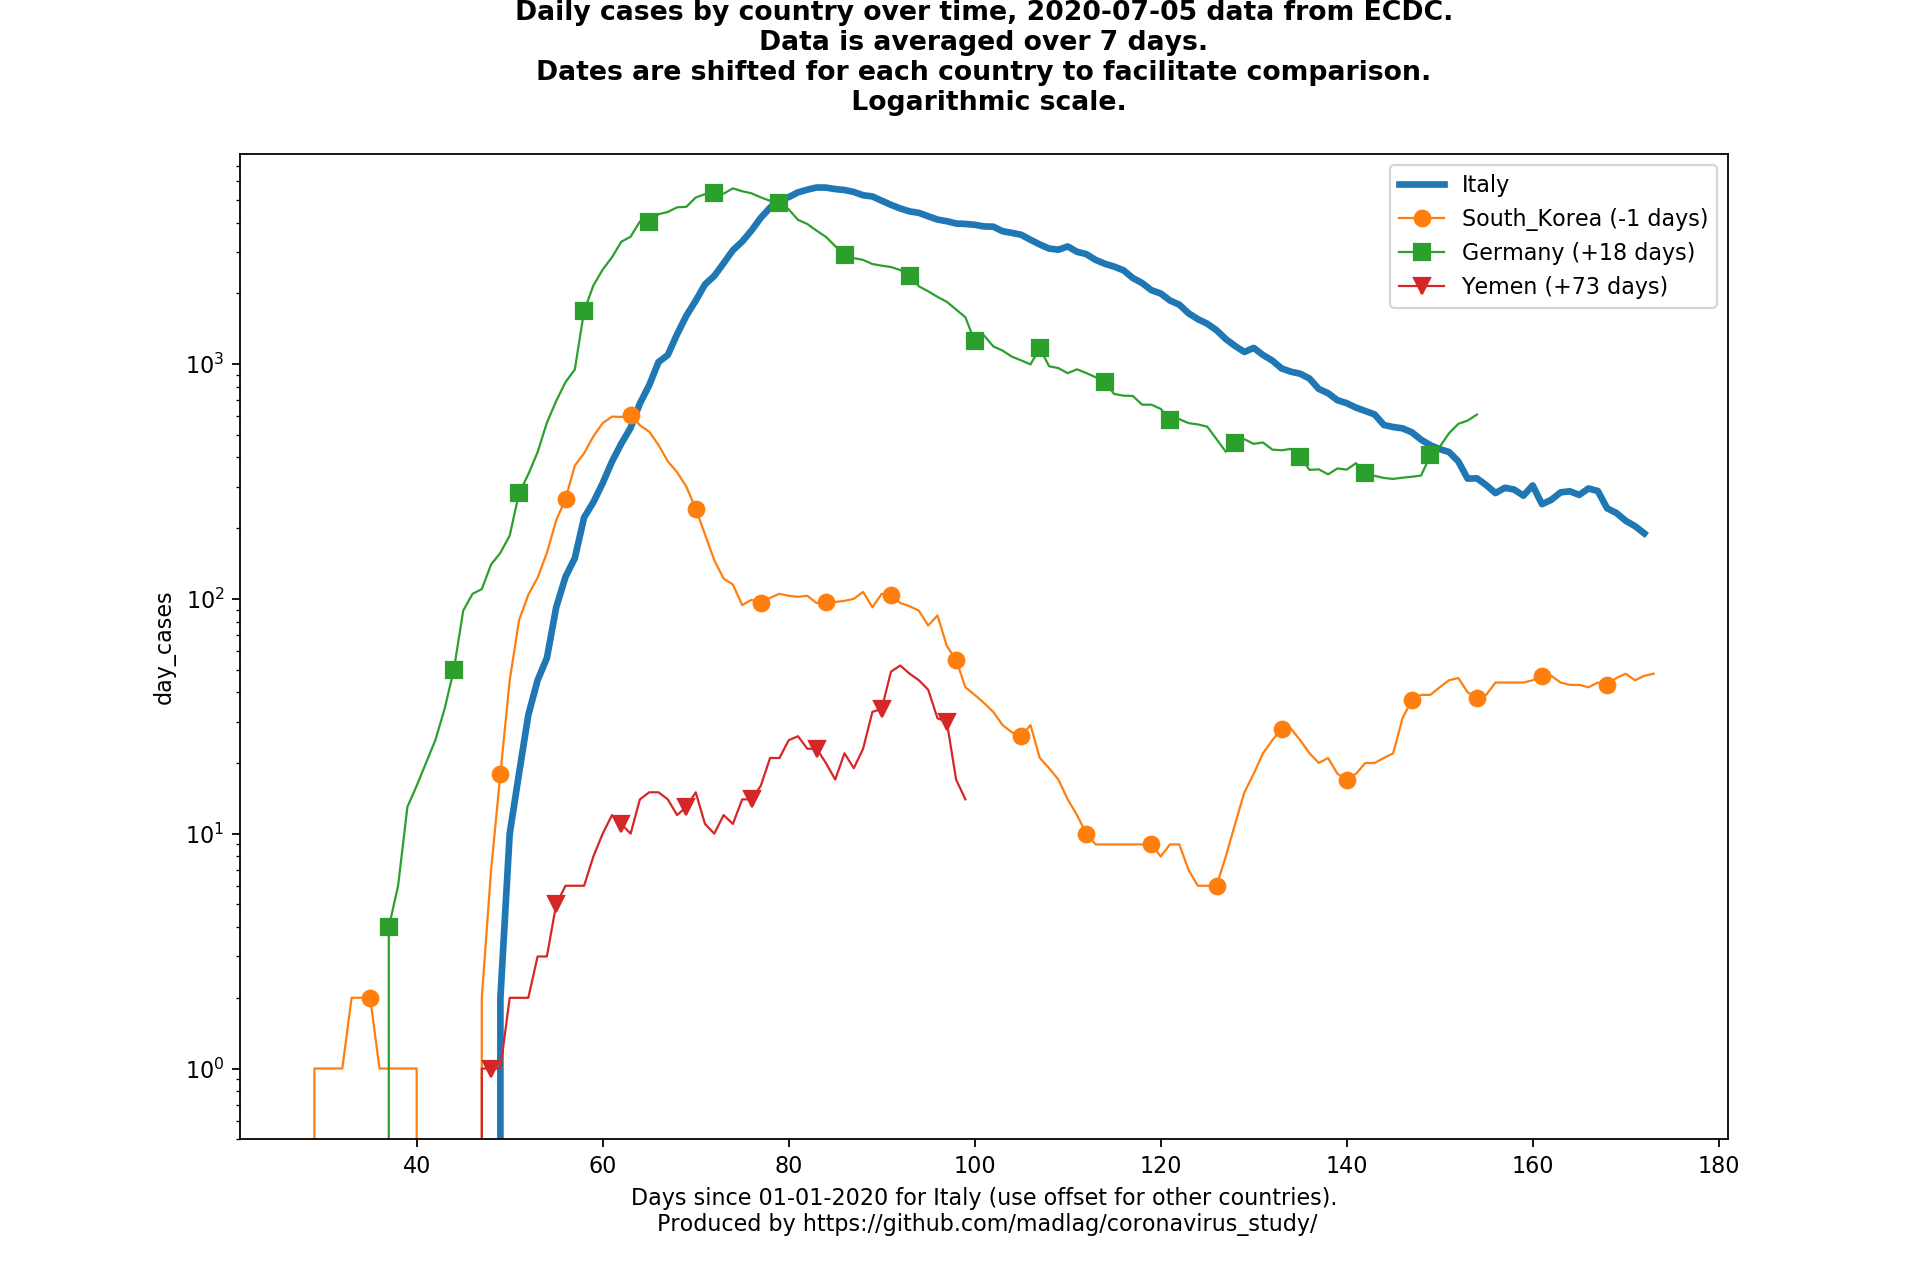 Daily cases by country over time, 2020-07-05 data from ECDC.
Data is averaged over 7 days.
Dates are shifted for each country to facilitate comparison.
Logarithmic scale.
Italy
South_Korea (-1 days)
Germany (+18 days)
Yemen (+73 days)
day_cases
10³
10²
10¹
10⁰
40 60 80 100 120 140 160 180
Days since 01-01-2020 for Italy (use offset for other countries).
Produced by https://github.com/madlag/coronavirus_study/